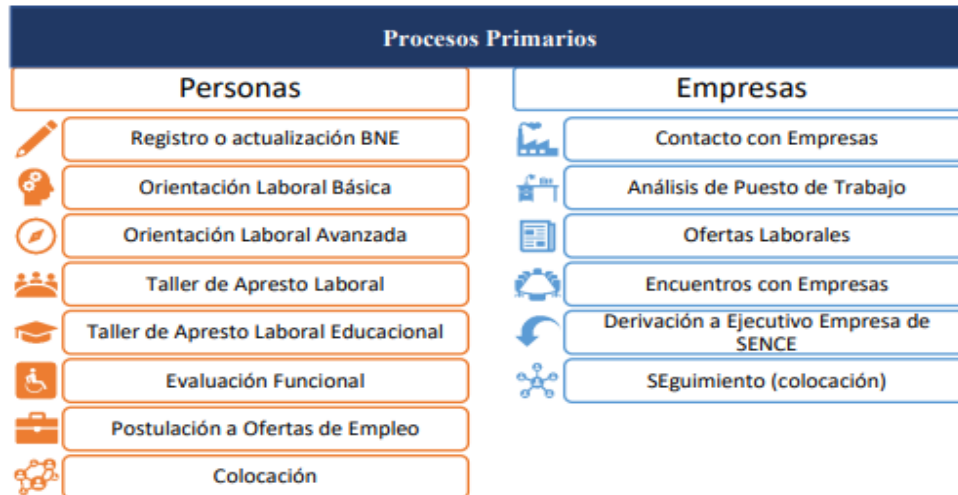 Procesos Primarios
Personas
Registro o actualización BNE
Orientación Laboral Básica
Orientación Laboral Avanzada
Taller de Apresto Laboral
Taller de Apresto Laboral Educacional
Evaluación Funcional
Postulación a Ofertas de Empleo
Colocación
Empresas
Contacto con Empresas
Análisis de Puesto de Trabajo
Ofertas Laborales
Encuentros con Empresas
Derivación a Ejecutivo Empresa de
SENCE
SEguimiento (colocación)